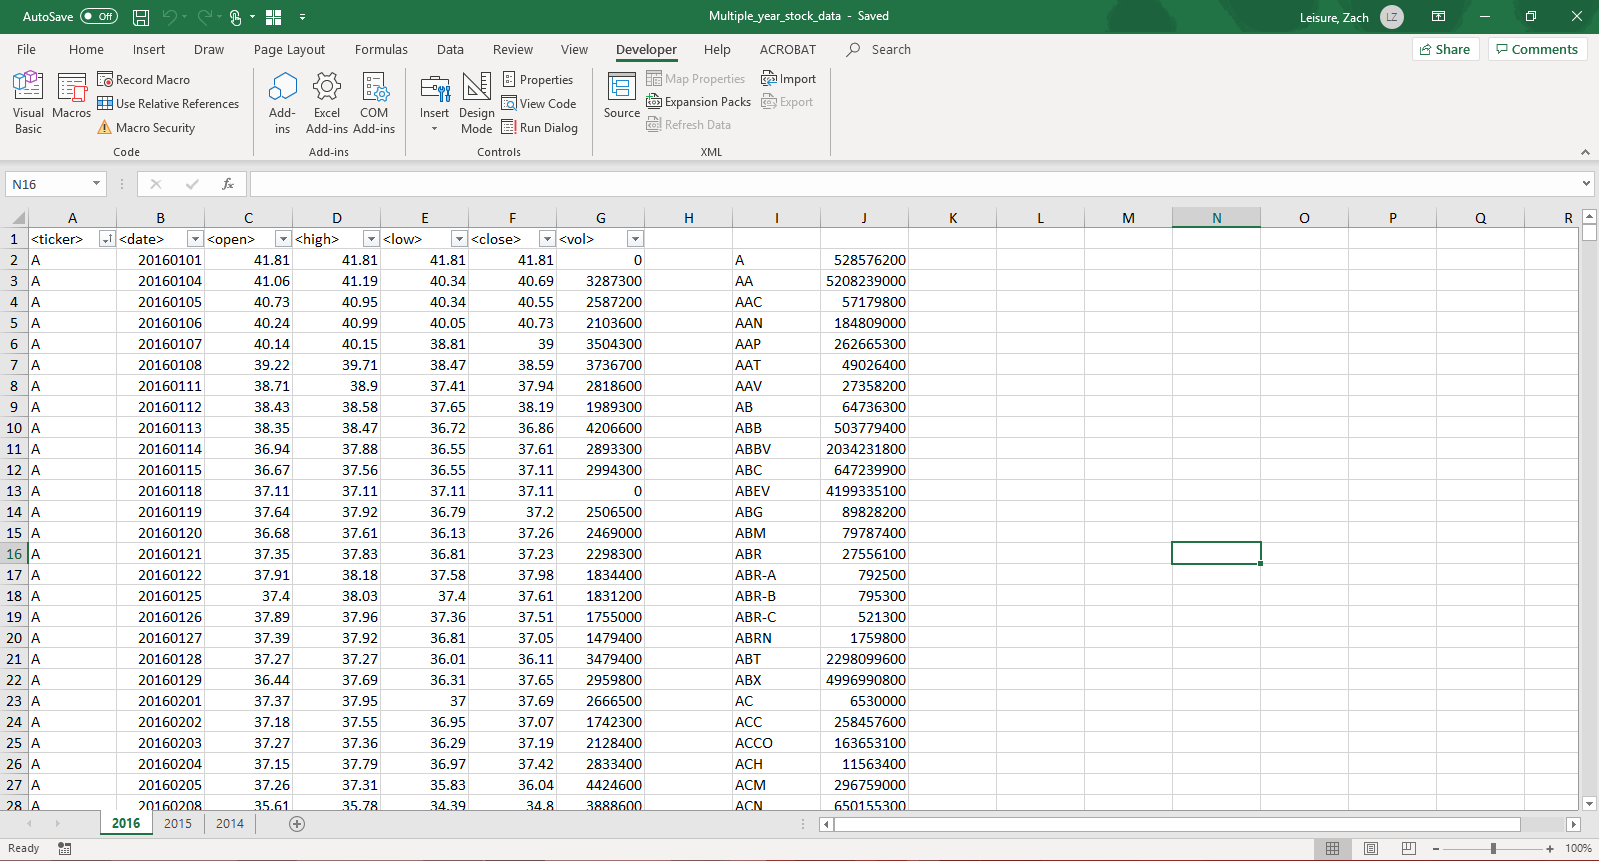 AutoSave Off Multiple_year_stock_data - Saved Leisure, Zach LZ
File Home Insert Draw Page Layout Formulas Data Review View Developer Help ACROBAT Search Share Comments
Visual Basic
Macros
Record Macro
Use Relative References
Macro Security
Code
Add-ins
Excel Add-ins
COM Add-ins
Add-ins
Insert
Design Mode
Properties
View Code
Run Dialog
Controls
Source
Map Properties
Expansion Packs
Refresh Data
Import
Export
XML
N16 fx
A B C D E F G H I J K L M N O P Q R
1 <ticker> <date> <open> <high> <low> <close> <vol>
2 A 20160101 41.81 41.81 41.81 41.81 0 A 528576200
3 A 20160104 41.06 41.19 40.34 40.69 3287300 AA 5208239000
4 A 20160105 40.73 40.95 40.34 40.55 2587200 AAC 57179800
5 A 20160106 40.24 40.99 40.05 40.73 2103600 AAN 184809000
6 A 20160107 40.14 40.15 38.81 39 3504300 AAP 262665300
7 A 20160108 39.22 39.71 38.47 38.59 3736700 AAT 49026400
8 A 20160111 38.71 38.9 37.41 37.94 2818600 AAV 27358200
9 A 20160112 38.43 38.58 37.65 38.19 1989300 AB 64736300
10 A 20160113 38.35 38.47 36.72 36.86 4206600 ABB 503779400
11 A 20160114 36.94 37.88 36.55 37.61 2893300 ABBV 2034231800
12 A 20160115 36.67 37.56 36.55 37.11 2994300 ABC 647239900
13 A 20160118 37.11 37.11 37.11 37.11 0 ABEV 4199335100
14 A 20160119 37.64 37.92 36.79 37.2 2506500 ABG 89828200
15 A 20160120 36.68 37.61 36.13 37.26 2469000 ABM 79787400
16 A 20160121 37.35 37.83 36.81 37.23 2298300 ABR 27556100
17 A 20160122 37.91 38.18 37.58 37.98 1834400 ABR-A 792500
18 A 20160125 37.4 38.03 37.4 37.61 1831200 ABR-B 795300
19 A 20160126 37.89 37.96 37.36 37.51 1755000 ABR-C 521300
20 A 20160127 37.39 37.92 36.81 37.05 1479400 ABRN 1759800
21 A 20160128 37.27 37.27 36.01 36.11 3479400 ABT 2298099600
22 A 20160129 36.44 37.69 36.31 37.65 2959800 ABX 4996990800
23 A 20160201 37.37 37.95 37 37.69 2666500 AC 6530000
24 A 20160202 37.18 37.55 36.95 37.07 1742300 ACC 258457600
25 A 20160203 37.27 37.36 36.29 37.19 2128400 ACCO 163653100
26 A 20160204 37.15 37.79 36.97 37.42 2833400 ACH 11563400
27 A 20160205 37.26 37.31 35.83 36.04 4424600 ACM 296759000
28 A 20160208 35.61 35.78 34.39 34.8 3888600 ACN 650155300
2016 2015 2014
Ready 100%